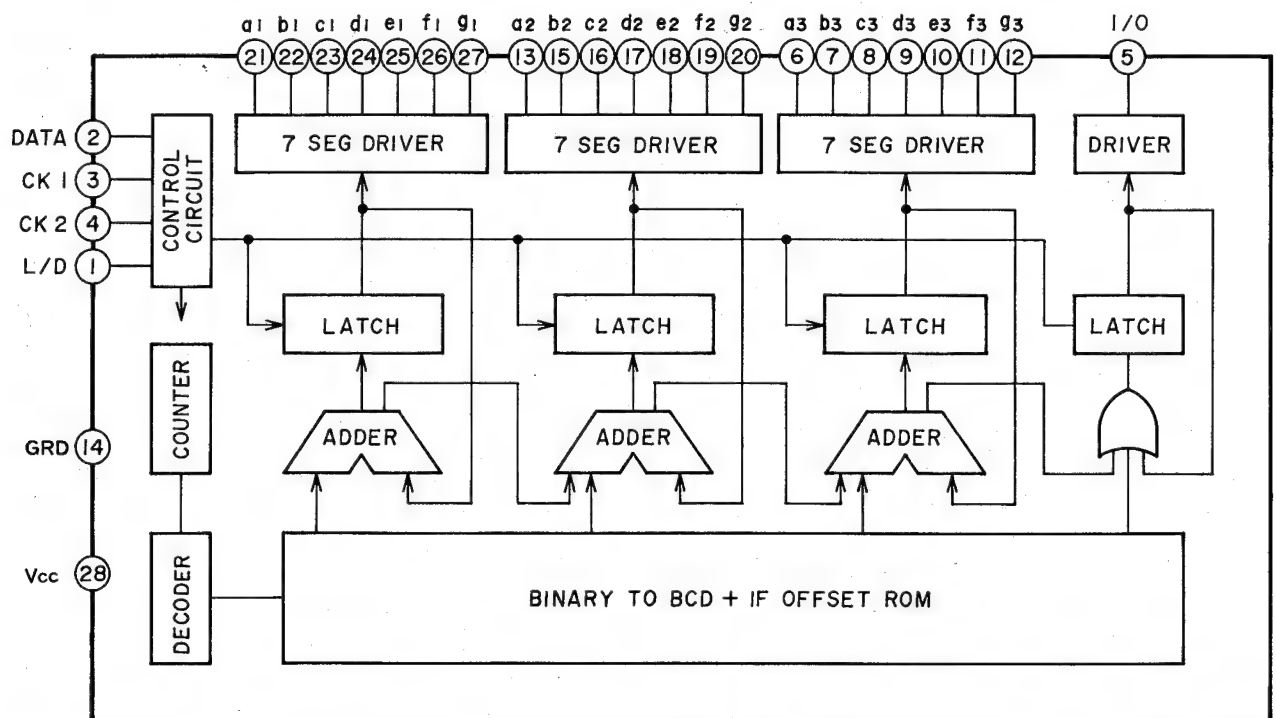 a1 b1 c1 d1 e1 f1 g1 a2 b2 c2 d2 e2 f2 g2 a3 b3 c3 d3 e3 f3 g3 I/O
21 22 23 24 25 26 27 13 15 16 17 18 19 20 6 7 8 9 10 11 12 5
DATA 2
CK 1 3
CK 2 4
L/D 1
CONTROL
CIRCUIT
7 SEG DRIVER 7 SEG DRIVER 7 SEG DRIVER DRIVER
LATCH LATCH LATCH LATCH
COUNTER
ADDER ADDER ADDER
GRD 14
Vcc 28
DECODER
BINARY TO BCD + IF OFFSET ROM